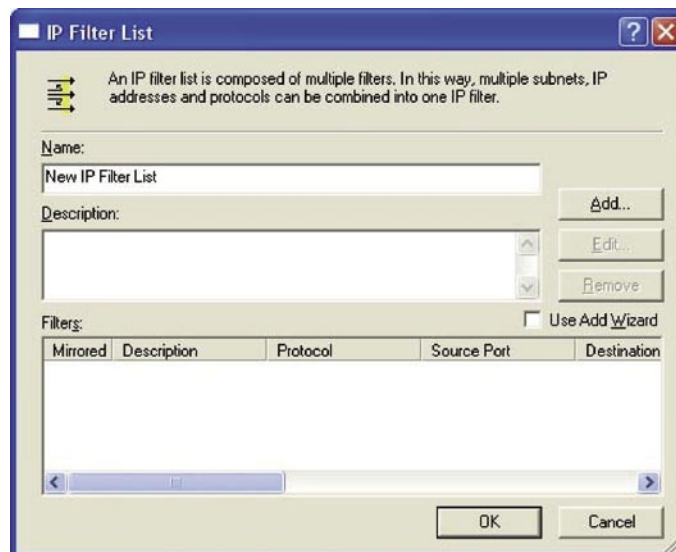 IP Filter List
An IP filter list is composed of multiple filters. In this way, multiple subnets, IP
addresses and protocols can be combined into one IP filter.
Name:
New IP Filter List
Add...
Description:
Edit...
Remove
Filters:
Use Add Wizard
Mirrored Description Protocol Source Port Destination
OK Cancel